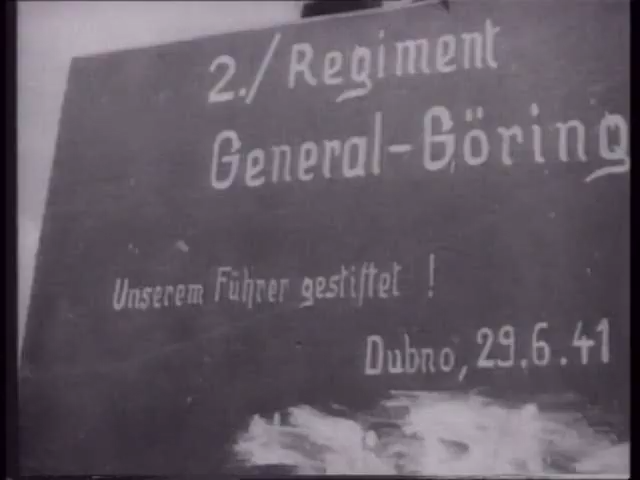 2./Regiment
General-Göring
Unserem Führer gestiftet !
Dubno, 29.6.41